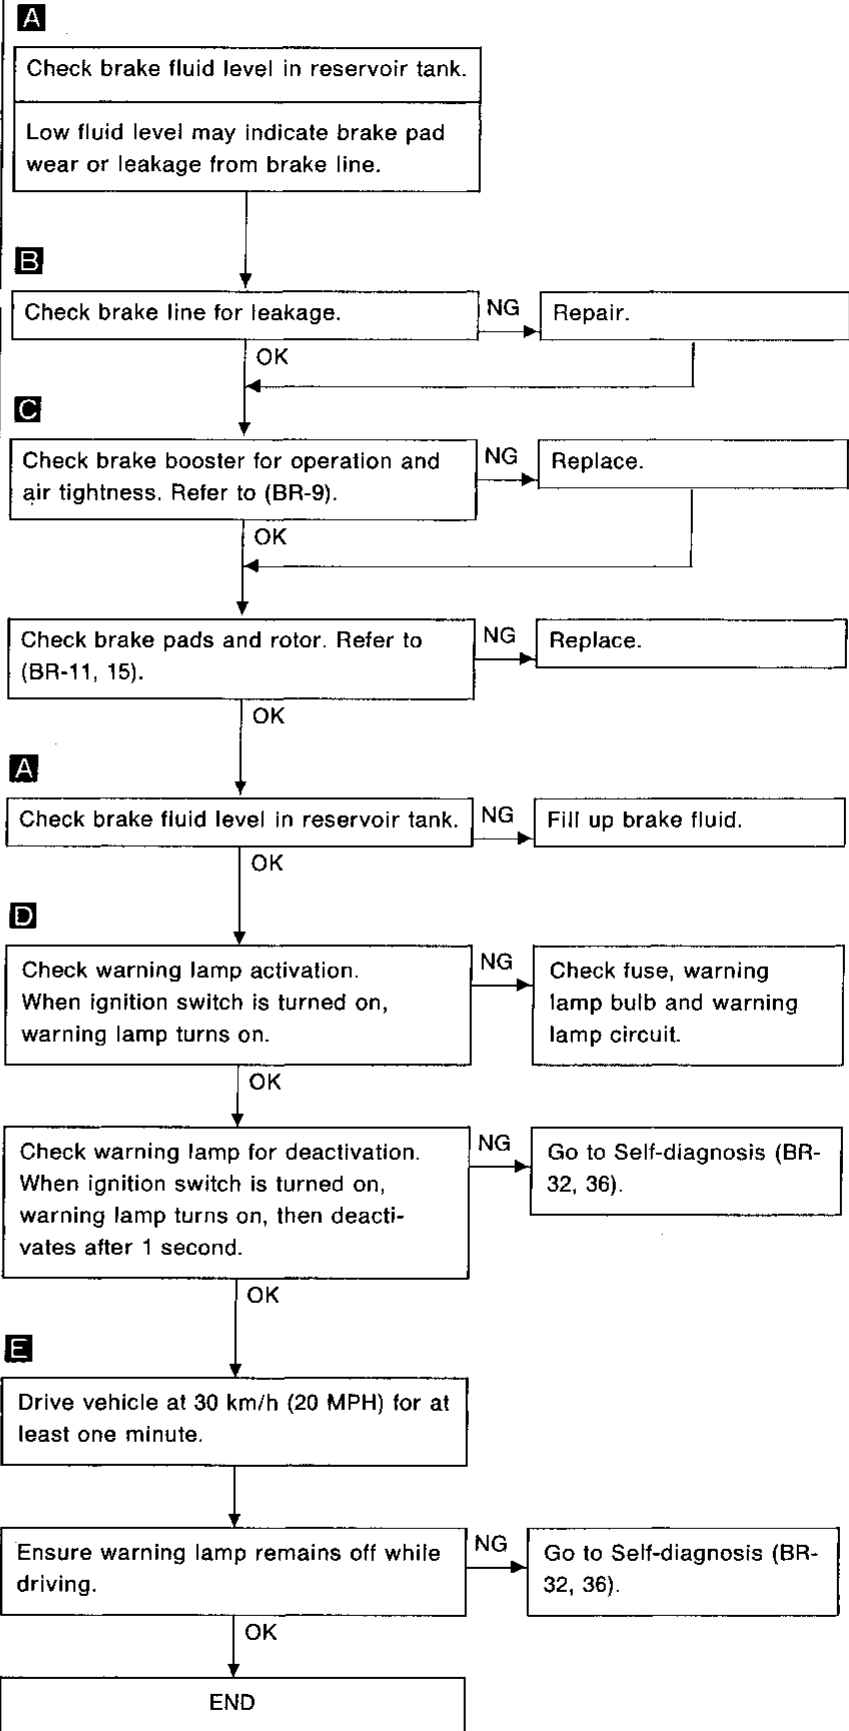 A
Check brake fluid level in reservoir tank.
Low fluid level may indicate brake pad
wear or leakage from brake line.
B
Check brake line for leakage.
NG
Repair.
OK
C
Check brake booster for operation and
air tightness. Refer to (BR-9).
NG
Replace.
OK
Check brake pads and rotor. Refer to
(BR-11, 15).
NG
Replace.
OK
A
Check brake fluid level in reservoir tank.
NG
Fill up brake fluid.
OK
D
Check warning lamp activation.
When ignition switch is turned on,
warning lamp turns on.
NG
Check fuse, warning
lamp bulb and warning
lamp circuit.
OK
Check warning lamp for deactivation.
When ignition switch is turned on,
warning lamp turns on, then deacti-
vates after 1 second.
NG
Go to Self-diagnosis (BR-
32, 36).
OK
E
Drive vehicle at 30 km/h (20 MPH) for at
least one minute.
Ensure warning lamp remains off while
driving.
NG
Go to Self-diagnosis (BR-
32, 36).
OK
END